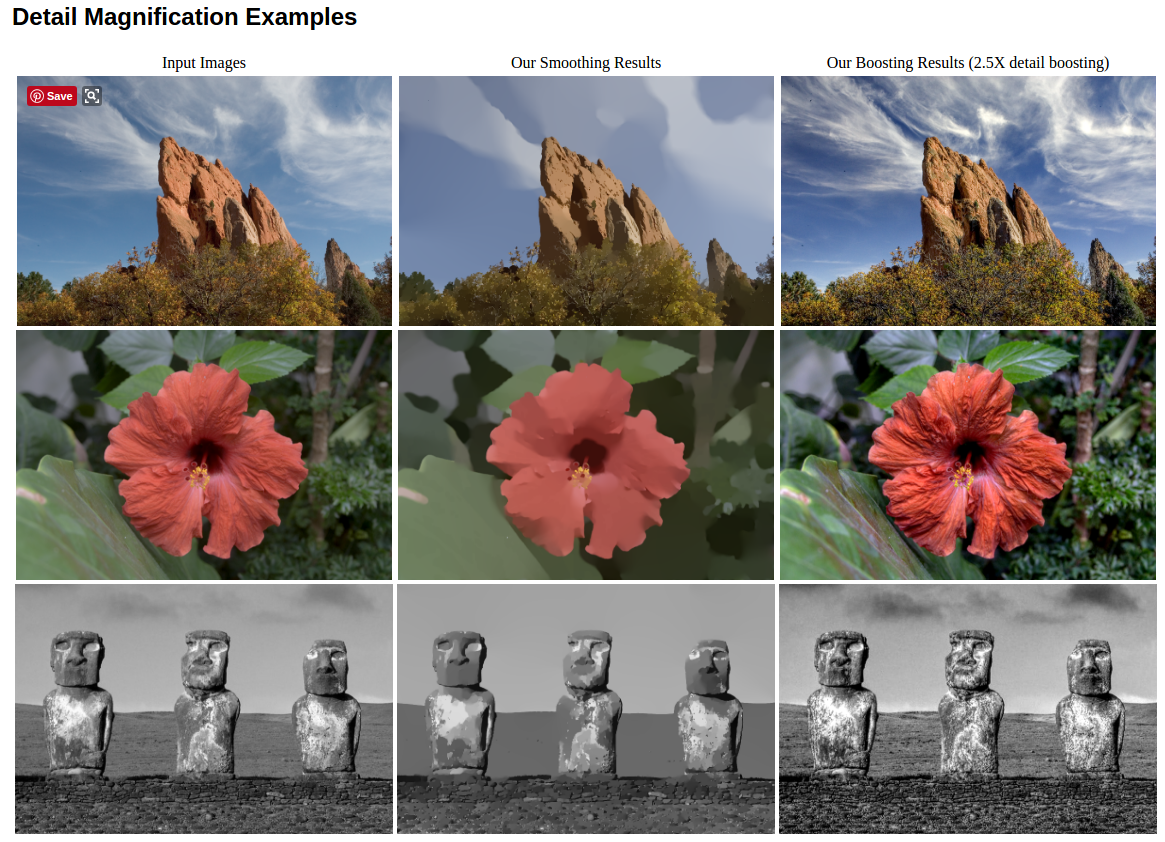 Detail Magnification Examples
Input Images
Our Smoothing Results
Our Boosting Results (2.5X detail boosting)
Save